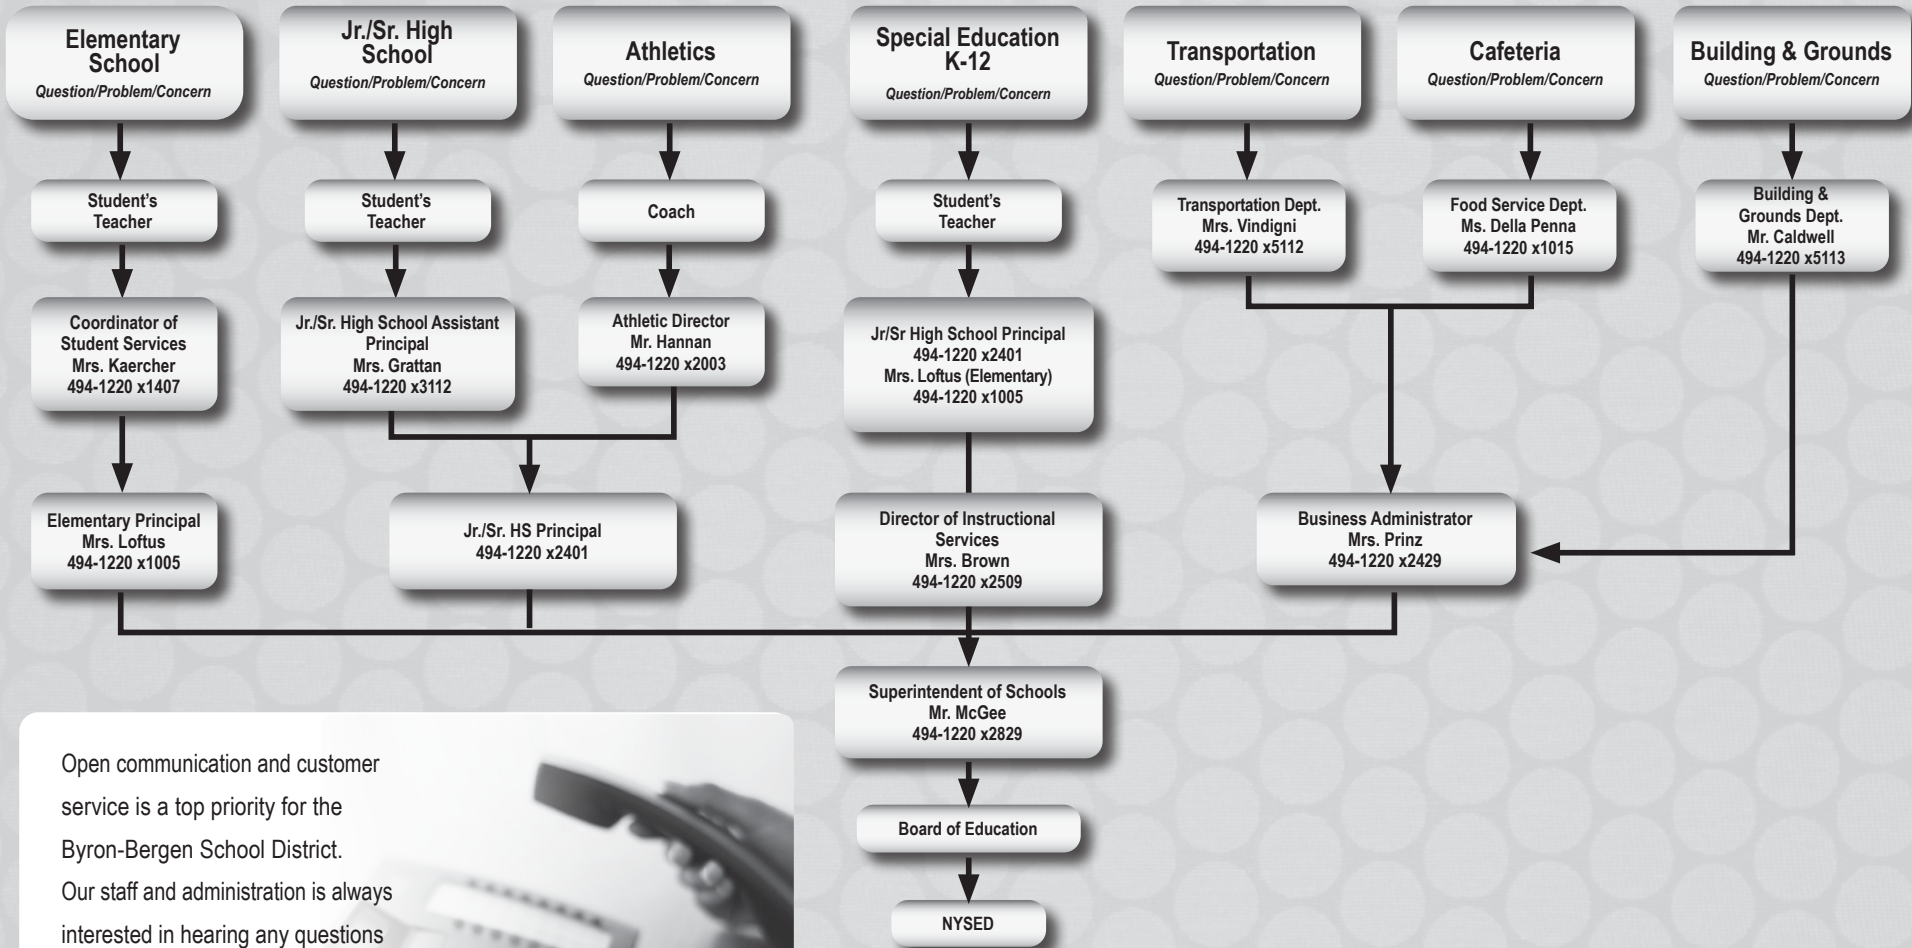 Elementary
School
Question/Problem/Concern
Jr./Sr. High
School
Question/Problem/Concern
Athletics
Question/Problem/Concern
Special Education
K-12
Question/Problem/Concern
Transportation
Question/Problem/Concern
Cafeteria
Question/Problem/Concern
Building & Grounds
Question/Problem/Concern
Student's
Teacher
Student's
Teacher
Coach
Student's
Teacher
Transportation Dept.
Mrs. Vindigni
494-1220 x5112
Food Service Dept.
Ms. Della Penna
494-1220 x1015
Building &
Grounds Dept.
Mr. Caldwell
494-1220 x5113
Coordinator of
Student Services
Mrs. Kaercher
494-1220 x1407
Jr./Sr. High School Assistant
Principal
Mrs. Grattan
494-1220 x3112
Athletic Director
Mr. Hannan
494-1220 x2003
Jr/Sr High School Principal
494-1220 x2401
Mrs. Loftus (Elementary)
494-1220 x1005
Elementary Principal
Mrs. Loftus
494-1220 x1005
Jr./Sr. HS Principal
494-1220 x2401
Director of Instructional
Services
Mrs. Brown
494-1220 x2509
Business Administrator
Mrs. Prinz
494-1220 x2429
Superintendent of Schools
Mr. McGee
494-1220 x2829
Board of Education
NYSED
Open communication and customer
service is a top priority for the
Byron-Bergen School District.
Our staff and administration is always
interested in hearing any questions